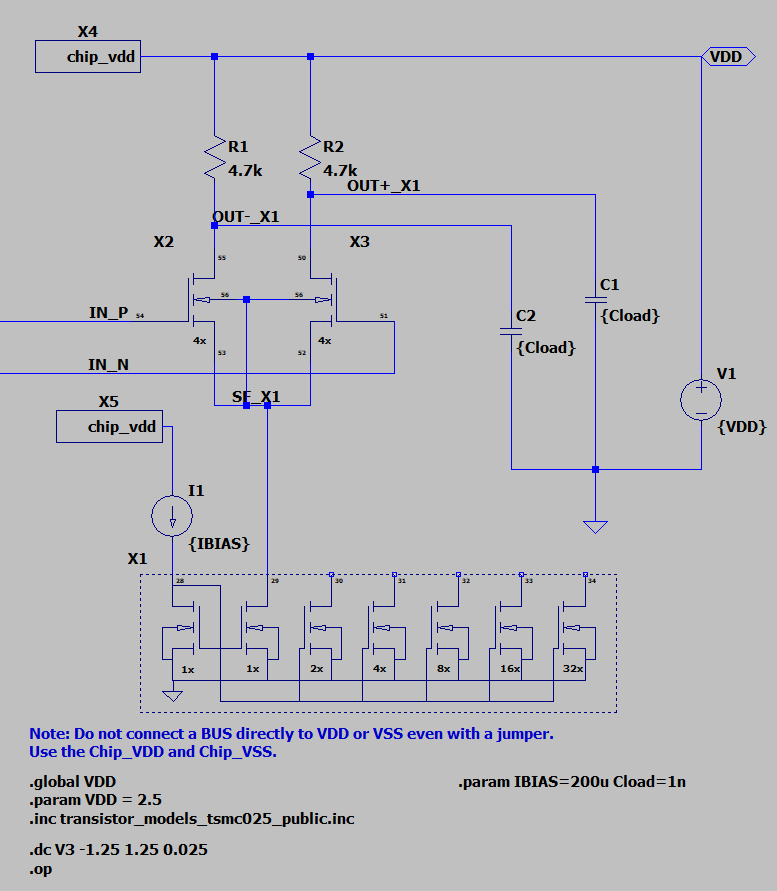 X4
chip_vdd
VDD
R1
4.7k
R2
4.7k
OUT+_X1
OUT-_X1
X2
X3
55
50
56
56
C1
{Cload}
IN_P
54
51
C2
{Cload}
4x
4x
53
52
IN_N
V1
{VDD}
SE_X1
X5
chip_vdd
I1
{IBIAS}
X1
28
29
30
31
32
33
34
1x
1x
2x
4x
8x
16x
32x
Note: Do not connect a BUS directly to VDD or VSS even with a jumper.
Use the Chip_VDD and Chip_VSS.
.global VDD
.param IBIAS=200u Cload=1n
.param VDD = 2.5
.inc transistor_models_tsmc025_public.inc
.dc V3 -1.25 1.25 0.025
.op